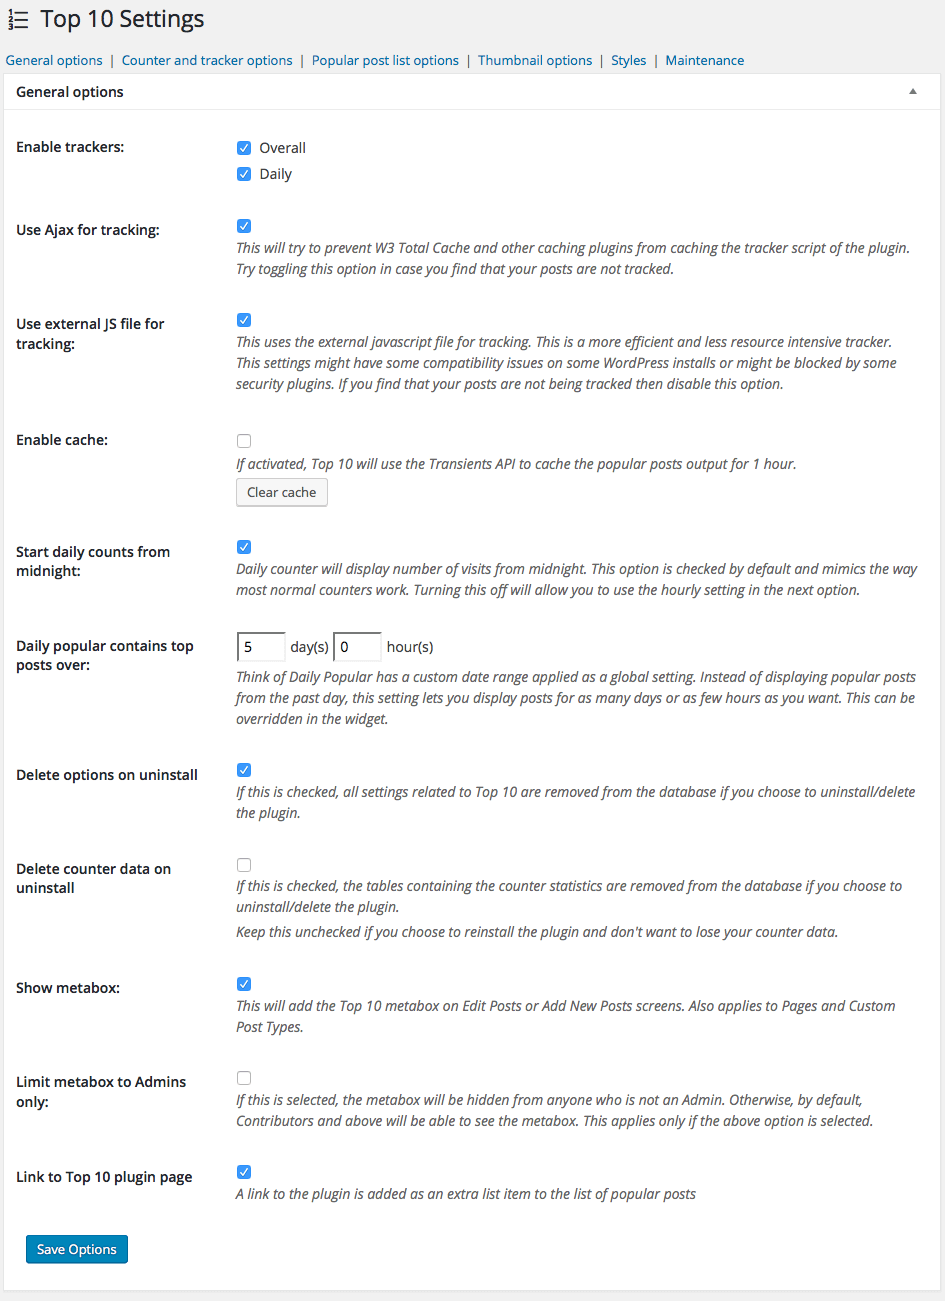 Top 10 Settings
General options | Counter and tracker options | Popular post list options | Thumbnail options | Styles | Maintenance
General options
Enable trackers:
Overall
Daily
Use Ajax for tracking:
This will try to prevent W3 Total Cache and other caching plugins from caching the tracker script of the plugin.
Try toggling this option in case you find that your posts are not tracked.
Use external JS file for
tracking:
This uses the external javascript file for tracking. This is a more efficient and less resource intensive tracker.
This settings might have some compatibility issues on some WordPress installs or might be blocked by some
security plugins. If you find that your posts are not being tracked then disable this option.
Enable cache:
If activated, Top 10 will use the Transients API to cache the popular posts output for 1 hour.
Clear cache
Start daily counts from
midnight:
Daily counter will display number of visits from midnight. This option is checked by default and mimics the way
most normal counters work. Turning this off will allow you to use the hourly setting in the next option.
Daily popular contains top
posts over:
5 day(s) 0 hour(s)
Think of Daily Popular has a custom date range applied as a global setting. Instead of displaying popular posts
from the past day, this setting lets you display posts for as many days or as few hours as you want. This can be
overridden in the widget.
Delete options on uninstall
If this is checked, all settings related to Top 10 are removed from the database if you choose to uninstall/delete
the plugin.
Delete counter data on
uninstall
If this is checked, the tables containing the counter statistics are removed from the database if you choose to
uninstall/delete the plugin.
Keep this unchecked if you choose to reinstall the plugin and don't want to lose your counter data.
Show metabox:
This will add the Top 10 metabox on Edit Posts or Add New Posts screens. Also applies to Pages and Custom
Post Types.
Limit metabox to Admins
only:
If this is selected, the metabox will be hidden from anyone who is not an Admin. Otherwise, by default,
Contributors and above will be able to see the metabox. This applies only if the above option is selected.
Link to Top 10 plugin page
A link to the plugin is added as an extra list item to the list of popular posts
Save Options